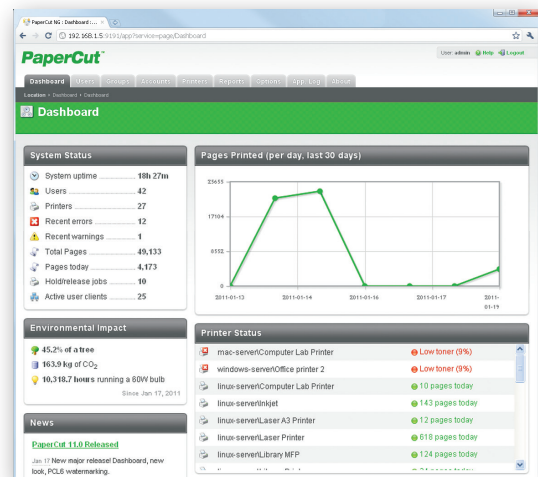 PaperCut NG : Dashboard : ...
192.168.1.5:9191/app?service=page/Dashboard
PaperCut™
User: admin Help Logout
Dashboard Users Groups Accounts Printers Reports Options App. Log About
Location > Dashboard > Dashboard
Dashboard
System Status
System uptime 18h 27m
Users 42
Printers 27
Recent errors 12
Recent warnings 1
Total Pages 49,133
Pages today 4,173
Hold/release jobs 10
Active user clients 25
Environmental Impact
45.2% of a tree
163.9 kg of CO2
10,318.7 hours running a 60W bulb
Since Jan 17, 2011
News
PaperCut 11.0 Released
Jan 17 New major release! Dashboard, new
look, PCL6 watermarking.
Pages Printed (per day, last 30 days)
23655
17104
8552
0
2011-01-13 2011-01-14 2011-01-16 2011-01-17 2011-
01-19
Printer Status
mac-server\Computer Lab Printer Low toner (9%)
windows-server\Office printer 2 Low toner (9%)
linux-server\Computer Lab Printer 10 pages today
linux-server\Inkjet 143 pages today
linux-server\Laser A3 Printer 12 pages today
linux-server\Laser Printer 618 pages today
linux-server\Library MFP 124 pages today